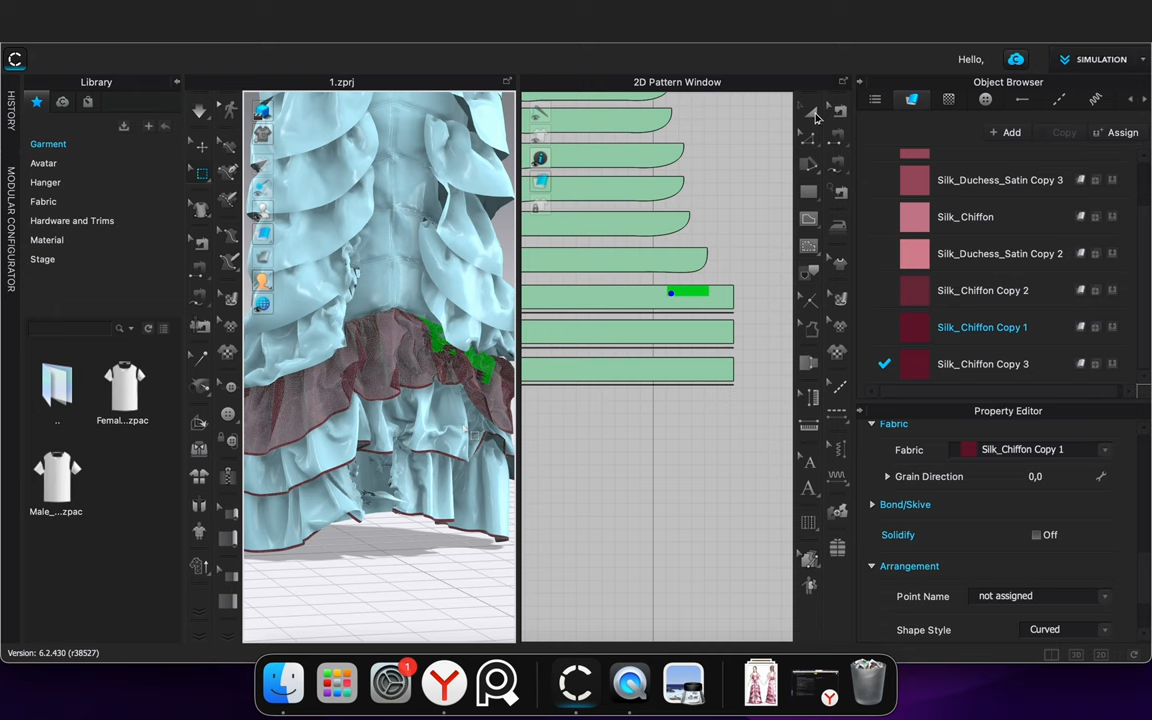 Hello,
SIMULATION
HISTORY
MODULAR CONFIGURATOR
Library
Garment
Avatar
Hanger
Fabric
Hardware and Trims
Material
Stage
..
Femal...zpac
Male_...zpac
Version: 6.2.430 (r38527)
1.zprj
2D Pattern Window
Object Browser
+ Add
Copy
Assign
Silk_Duchess_Satin Copy 3
Silk_Chiffon
Silk_Duchess_Satin Copy 2
Silk_Chiffon Copy 2
Silk_Chiffon Copy 1
Silk_Chiffon Copy 3
Property Editor
Fabric
Fabric
Silk_Chiffon Copy 1
Grain Direction
0,0
Bond/Skive
Solidify
Off
Arrangement
Point Name
not assigned
Shape Style
Curved
3D
2D
1